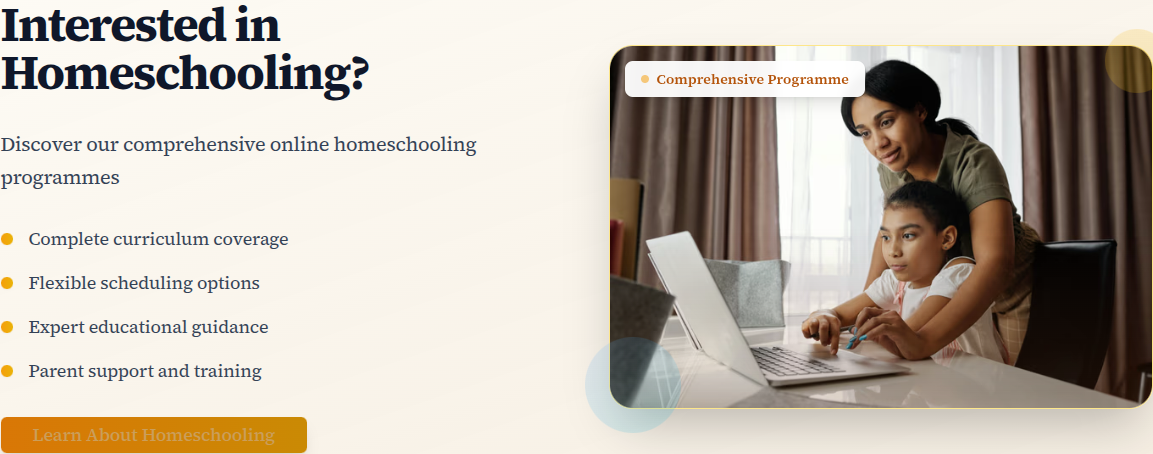 Interested in
Homeschooling?
Discover our comprehensive online homeschooling
programmes
Complete curriculum coverage
Flexible scheduling options
Expert educational guidance
Parent support and training
Learn About Homeschooling
Comprehensive Programme